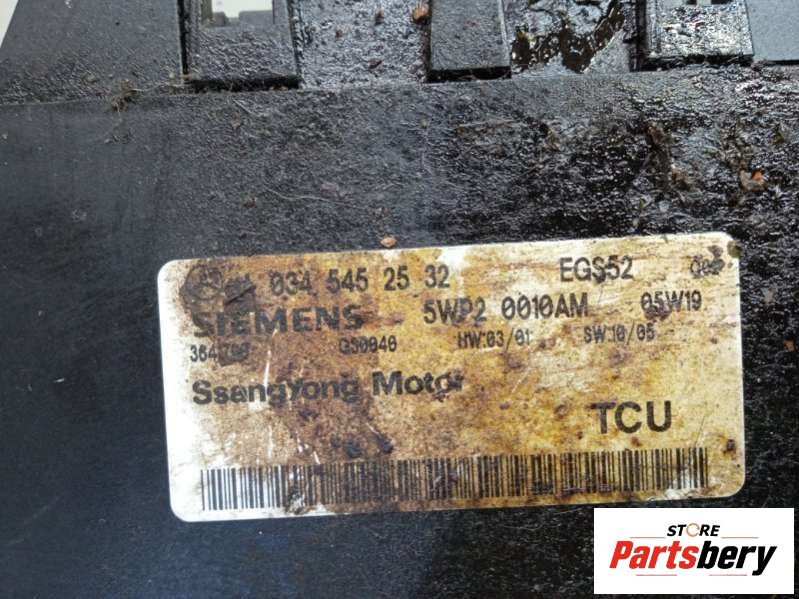 034 545 25 32 EGS52
SIEMENS 5WP2 0010AM 05W19
QS0040 HW:03/01 SW:10/05
SsangYong Motor
TCU
STORE
Partsbery